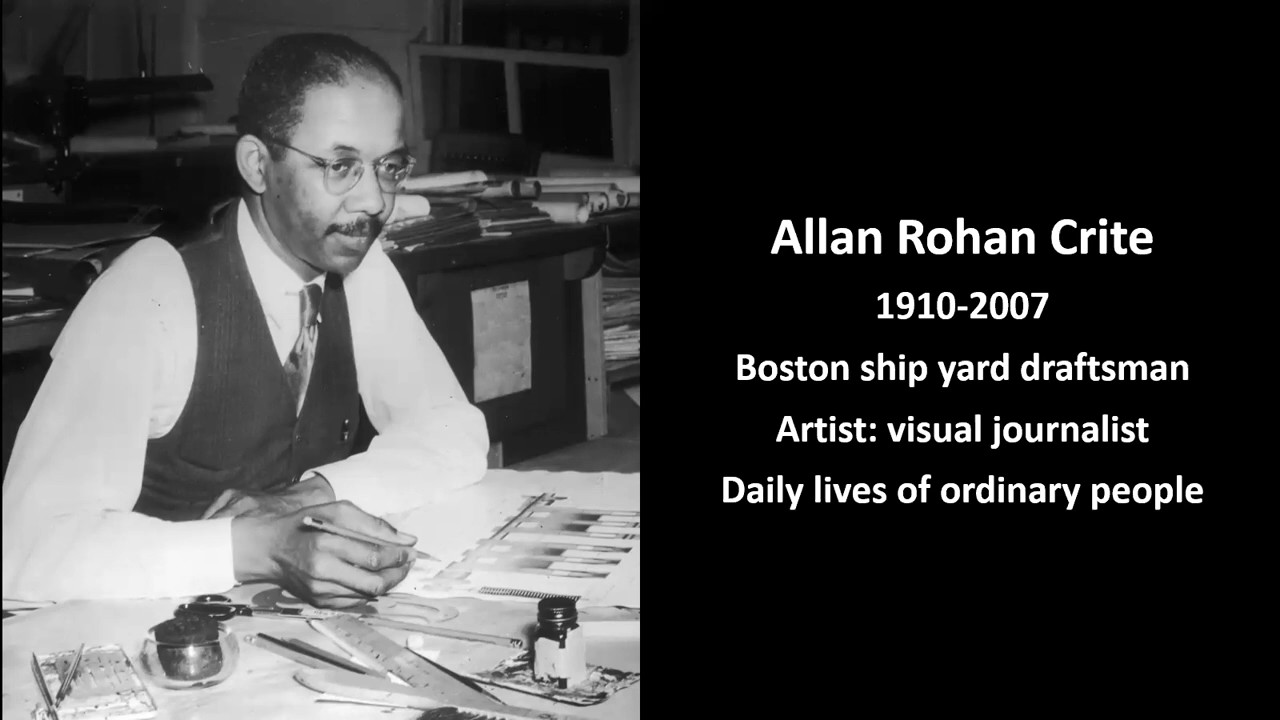 Allan Rohan Crite
1910-2007
Boston ship yard draftsman
Artist: visual journalist
Daily lives of ordinary people